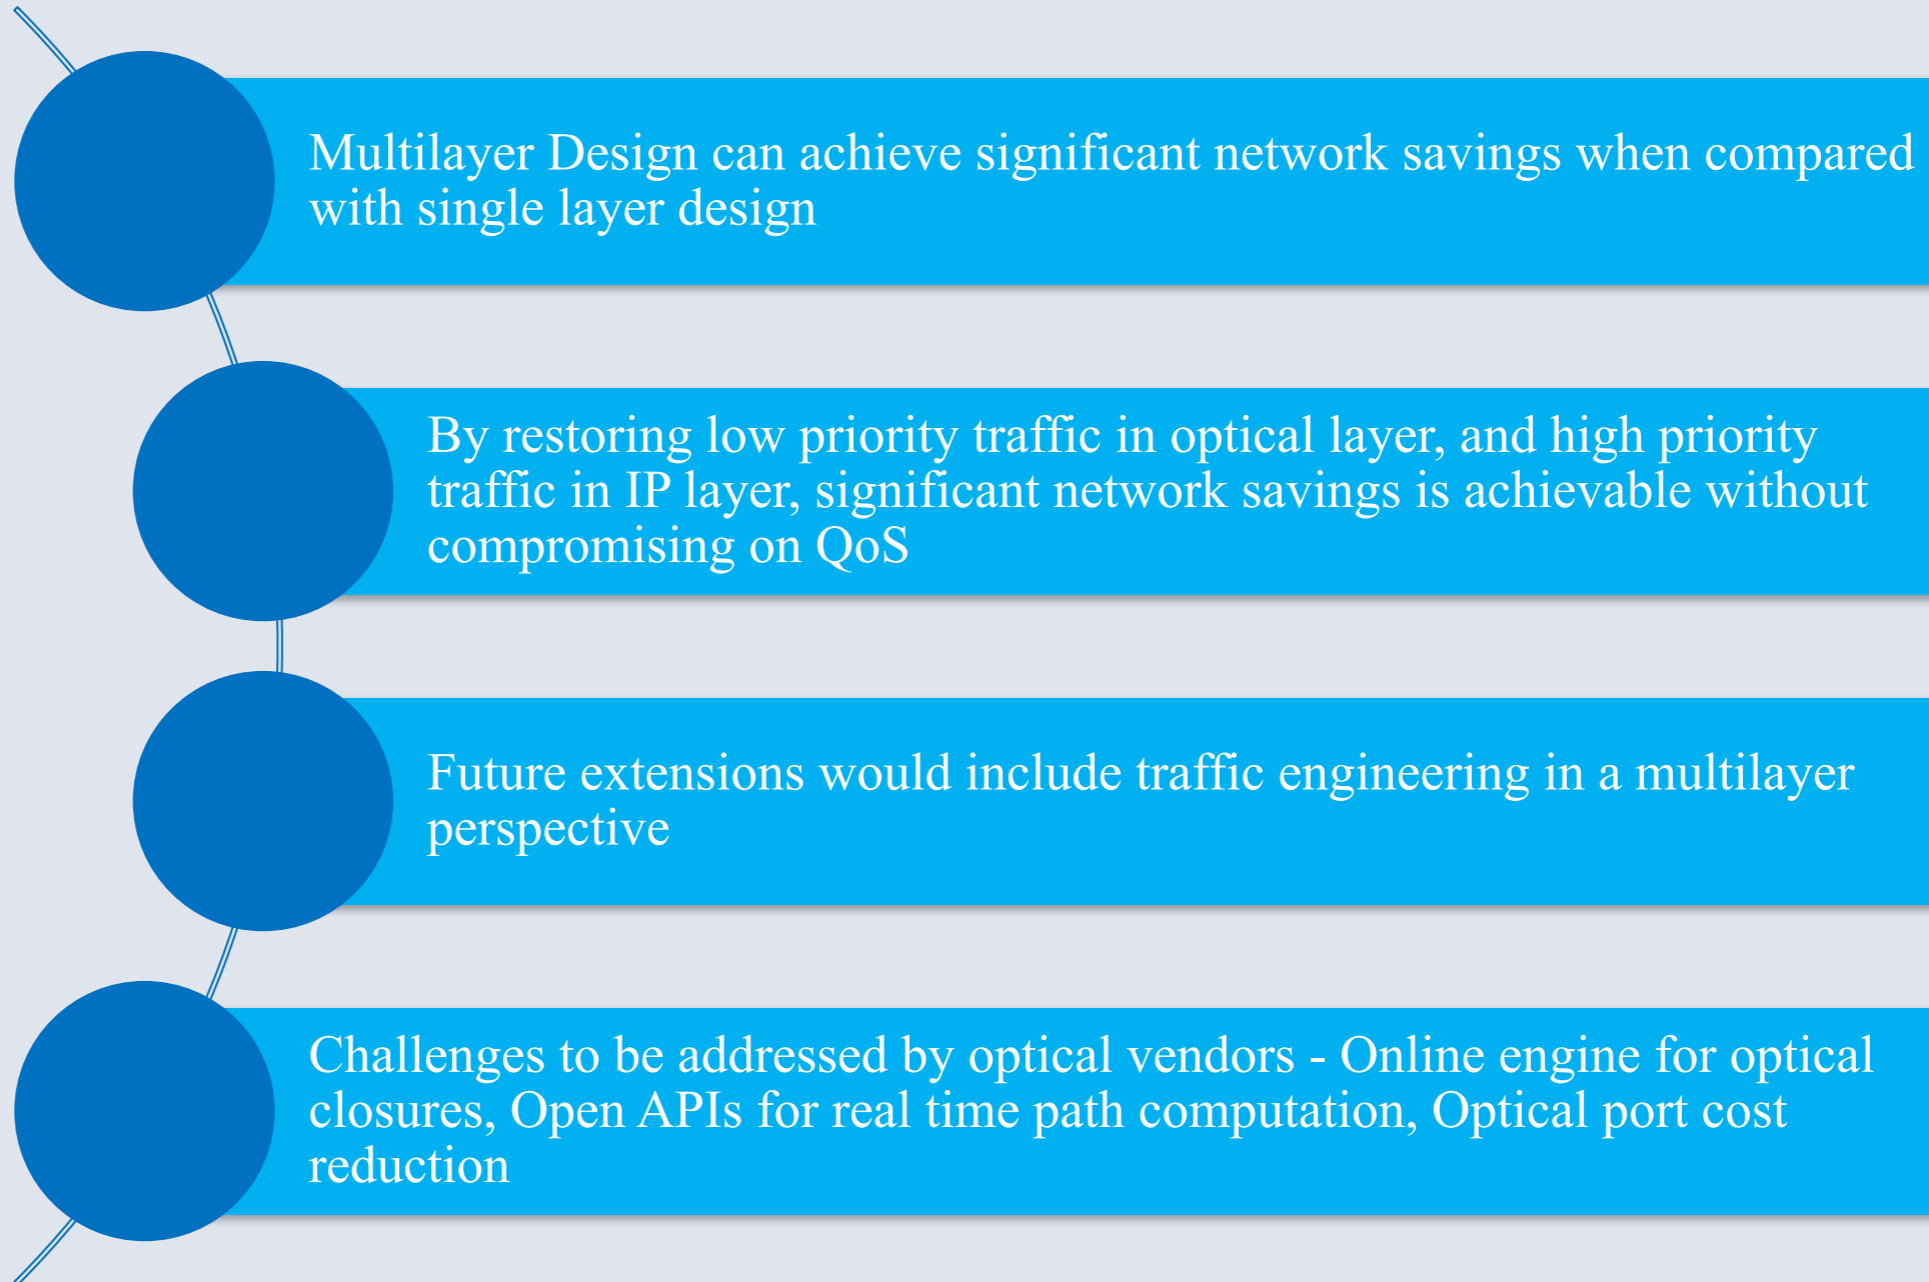 Multilayer Design can achieve significant network savings when compared
with single layer design
By restoring low priority traffic in optical layer, and high priority
traffic in IP layer, significant network savings is achievable without
compromising on QoS
Future extensions would include traffic engineering in a multilayer
perspective
Challenges to be addressed by optical vendors - Online engine for optical
closures, Open APIs for real time path computation, Optical port cost
reduction